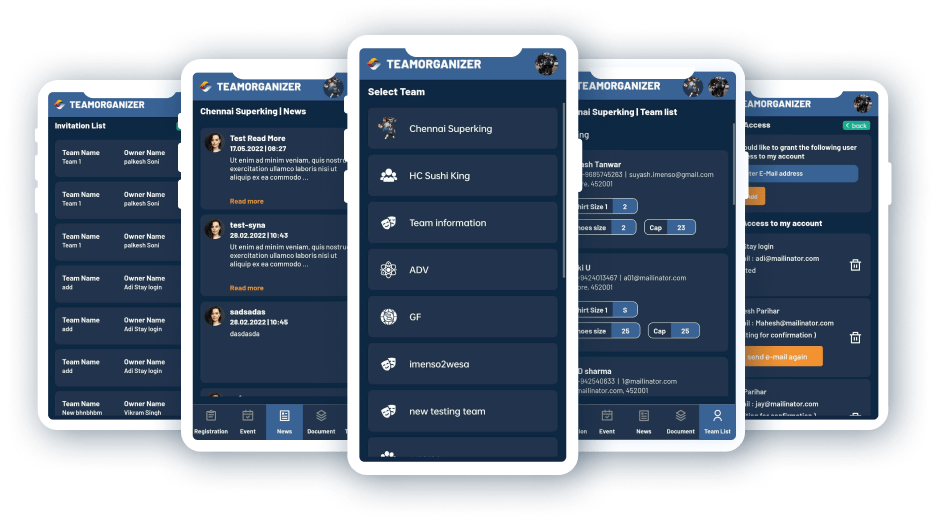 TEAMORGANIZER
Invitation List
Team Name Owner Name
Team 1 palkesh Soni
Team Name Owner Name
Team 1 palkesh Soni
Team Name Owner Name
Team 1 palkesh Soni
Team Name Owner Name
add Adi Stay login
Team Name Owner Name
add Adi Stay login
Team Name Owner Name
add Adi Stay login
Team Name Owner Name
New bhnbhbm Vikram Singh
TEAMORGANIZER
Chennai Superking | News
Test Read More
17.05.2022 | 08:27
Ut enim ad minim veniam, quis nostru
exercitation ullamco laboris nisi ut
aliquip ex ea commodo ...
Read more
test-syna
28.02.2022 | 10:43
Ut enim ad minim veniam, quis nostru
exercitation ullamco laboris nisi ut
aliquip ex ea commodo ...
Read more
sadsadas
28.02.2022 | 10:45
dasdasda
Registration Event News Document
TEAMORGANIZER
Select Team
Chennai Superking
HC Sushi King
Team information
ADV
GF
imenso2wesa
new testing team
TEAMORGANIZER
nai Superking | Team list
ng
ash Tanwar
-9685745263 | suyash.imenso@gmail.com
ore, 452001
hirt Size 1 2
hoes size 2 Cap 23
ki U
-9424013467 | a01@mailinator.com
ore, 452001
hirt Size 1 S
hoes size 25 Cap 25
D sharma
-942540633 | 1@mailinator.com
mailinator.com, 452001
ion Event News Document Team List
AMORGANIZER
Access back
ould like to grant the following user
ess to my account
ter E-Mail address
Access to my account
Stay login
il : adi@mailinator.com
ted
esh Parihar
il : Mahesh@mailinator.com
ting for confirmation )
send e-mail again
Parihar
il : jay@mailinator.com